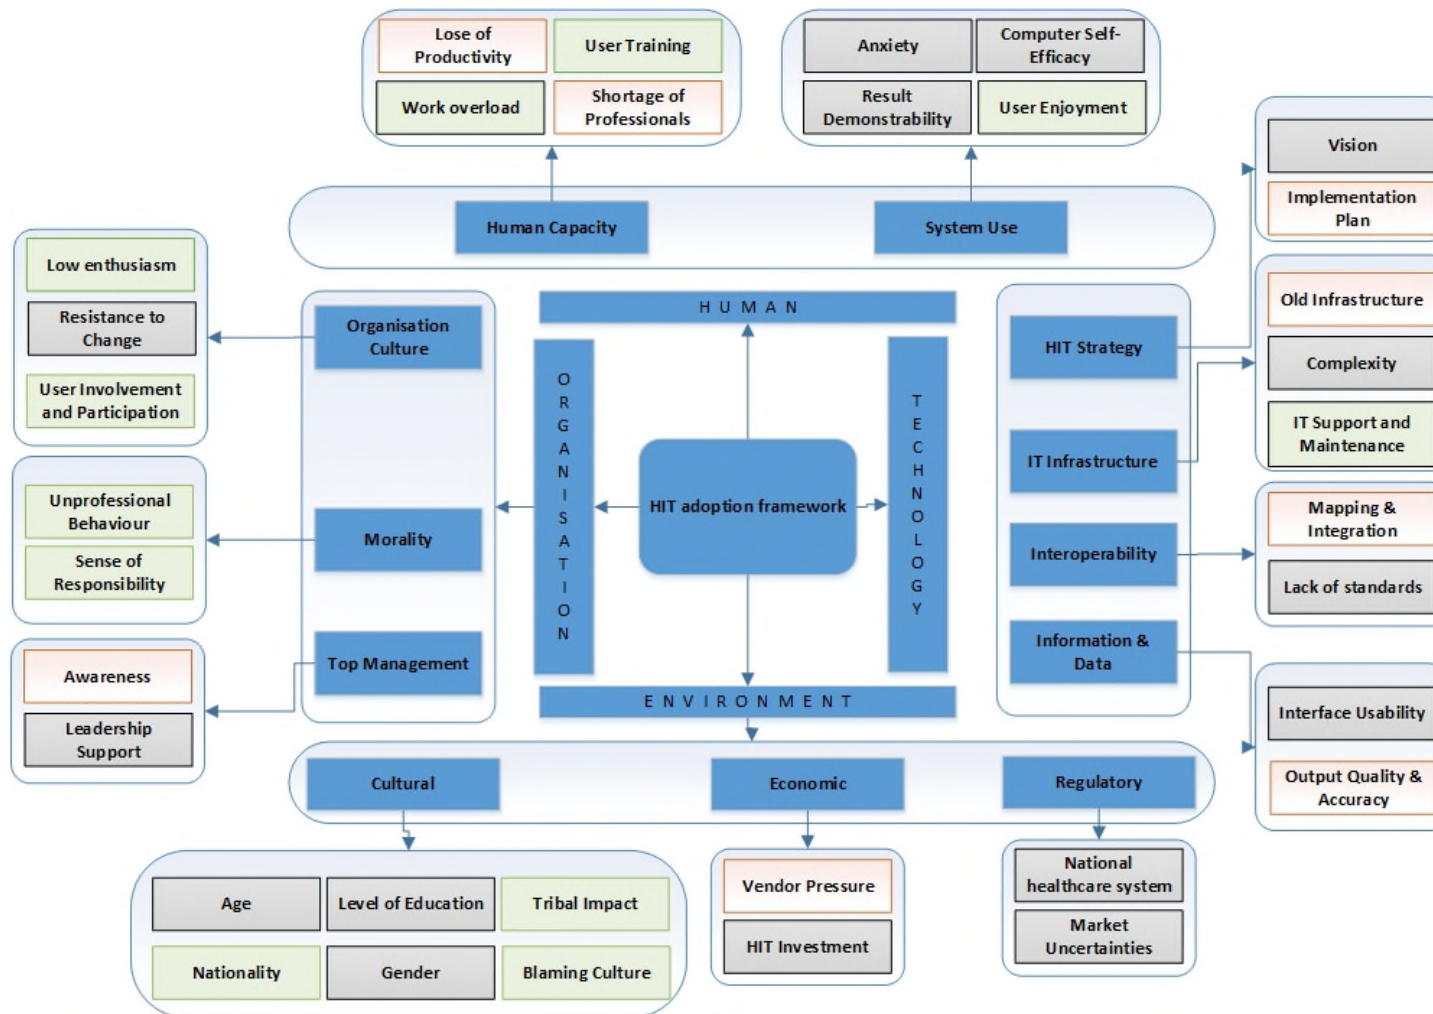 Lose of
Productivity
User Training
Work overload
Shortage of
Professionals
Anxiety
Computer Self-
Efficacy
Result
Demonstrability
User Enjoyment
Human Capacity
System Use
Vision
Implementation
Plan
Low enthusiasm
Resistance to
Change
User Involvement
and Participation
Organisation
Culture
HUMAN
HIT Strategy
Old Infrastructure
Complexity
IT Support and
Maintenance
ORGANISATION
HIT adoption framework
TECHNOLOGY
IT Infrastructure
Unprofessional
Behaviour
Sense of
Responsibility
Morality
Interoperability
Mapping &
Integration
Lack of standards
Awareness
Leadership
Support
Top Management
ENVIRONMENT
Information &
Data
Interface Usability
Output Quality &
Accuracy
Cultural
Economic
Regulatory
Age
Level of Education
Tribal Impact
Nationality
Gender
Blaming Culture
Vendor Pressure
HIT Investment
National
healthcare system
Market
Uncertainties